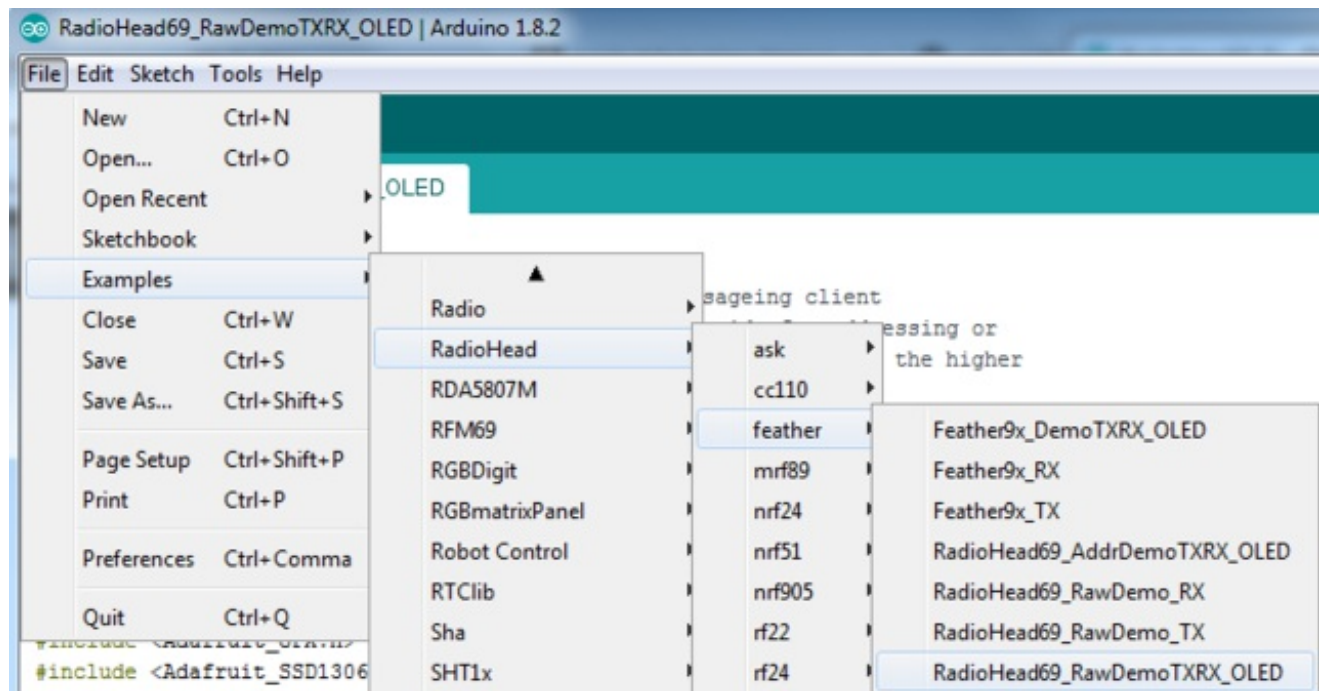 RadioHead69_RawDemoTXRX_OLED | Arduino 1.8.2
File Edit Sketch Tools Help
New Ctrl+N
Open... Ctrl+O
Open Recent
Sketchbook
Examples
Close Ctrl+W
Save Ctrl+S
Save As... Ctrl+Shift+S
Page Setup Ctrl+Shift+P
Print Ctrl+P
Preferences Ctrl+Comma
Quit Ctrl+Q
_OLED
sageing client
essing or
the higher
Radio
RadioHead
RDA5807M
RFM69
RGBDigit
RGBmatrixPanel
Robot Control
RTClib
Sha
SHT1x
ask
cc110
feather
mrf89
nrf24
nrf51
nrf905
rf22
rf24
Feather9x_DemoTXRX_OLED
Feather9x_RX
Feather9x_TX
RadioHead69_AddrDemoTXRX_OLED
RadioHead69_RawDemo_RX
RadioHead69_RawDemo_TX
RadioHead69_RawDemoTXRX_OLED
#include <Adafruit_GFX.h>
#include <Adafruit_SSD1306